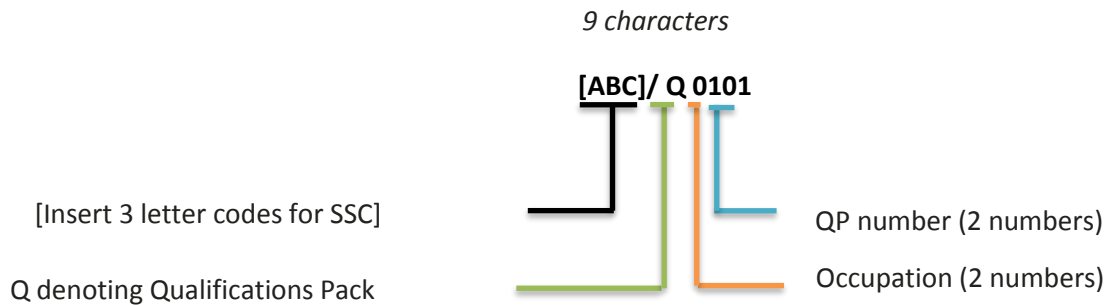 9 characters
[ABC]/ Q 0101
[Insert 3 letter codes for SSC]
QP number (2 numbers)
Q denoting Qualifications Pack
Occupation (2 numbers)